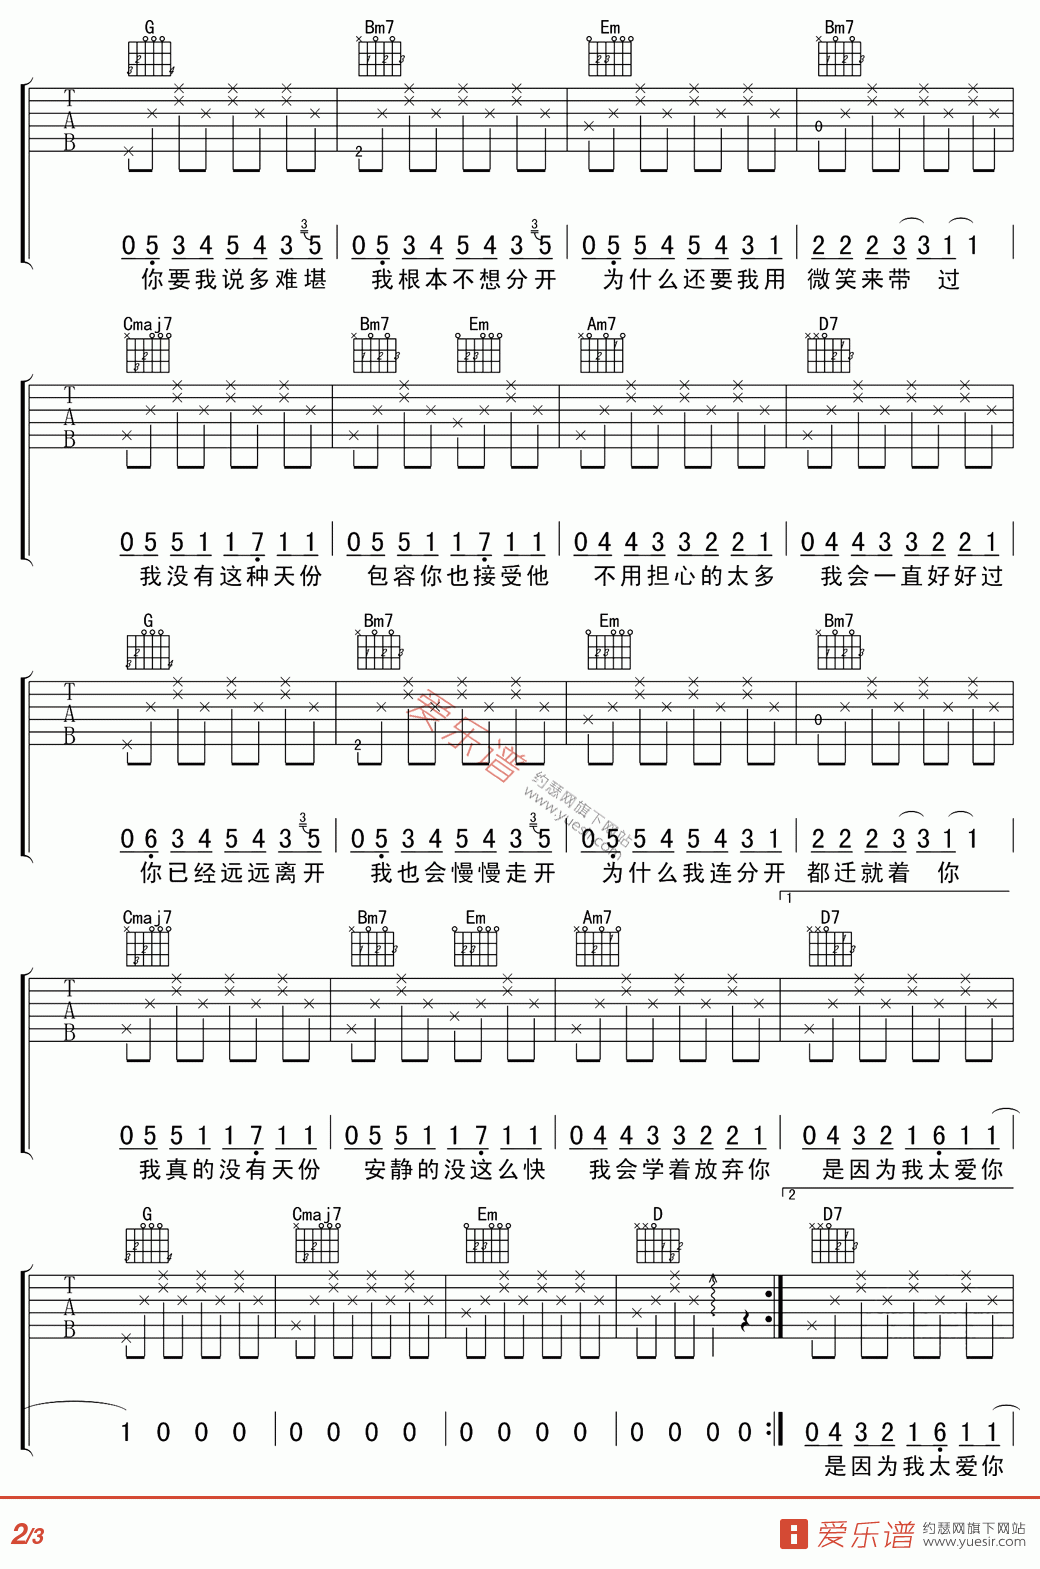 G Bm7 Em Bm7
T A B 2 0
0 5 3 4 5 4 3 3 5 0 5 3 4 5 4 3 3 5 0 5 5 4 5 4 3 1 2 2 2 3 3 1 1
你要我说多难堪 我根本不想分开 为什么还要我用 微笑来带 过
Cmaj7 Bm7 Em Am7 D7
T A B
0 5 5 1 1 7 1 1 0 5 5 1 1 7 1 1 0 4 4 3 3 2 2 1 0 4 4 3 3 2 2 1
我没有这种天份 包容你也接受他 不用担心的太多 我会一直好好过
G Bm7 Em Bm7
T A B 2 0
0 6 3 4 5 4 3 3 5 0 5 3 4 5 4 3 3 5 0 5 5 4 5 4 3 1 2 2 2 3 3 1 1
你已经远远离开 我也会慢慢走开 为什么我连分开 都迁就着 你
爱乐谱
约瑟网旗下网站
www.yuesir.com
1
Cmaj7 Bm7 Em Am7 D7
T A B
0 5 5 1 1 7 1 1 0 5 5 1 1 7 1 1 0 4 4 3 3 2 2 1 0 4 3 2 1 6 1 1
我真的没有天份 安静的没这么快 我会学着放弃你 是因为我太爱你
2
G Cmaj7 Em D D7
T A B
1 0 0 0 0 0 0 0 0 0 0 0 0 0 0 0 0 4 3 2 1 6 1 1
是因为我太爱你
2/3
爱乐谱 约瑟网旗下网站
www.yuesir.com